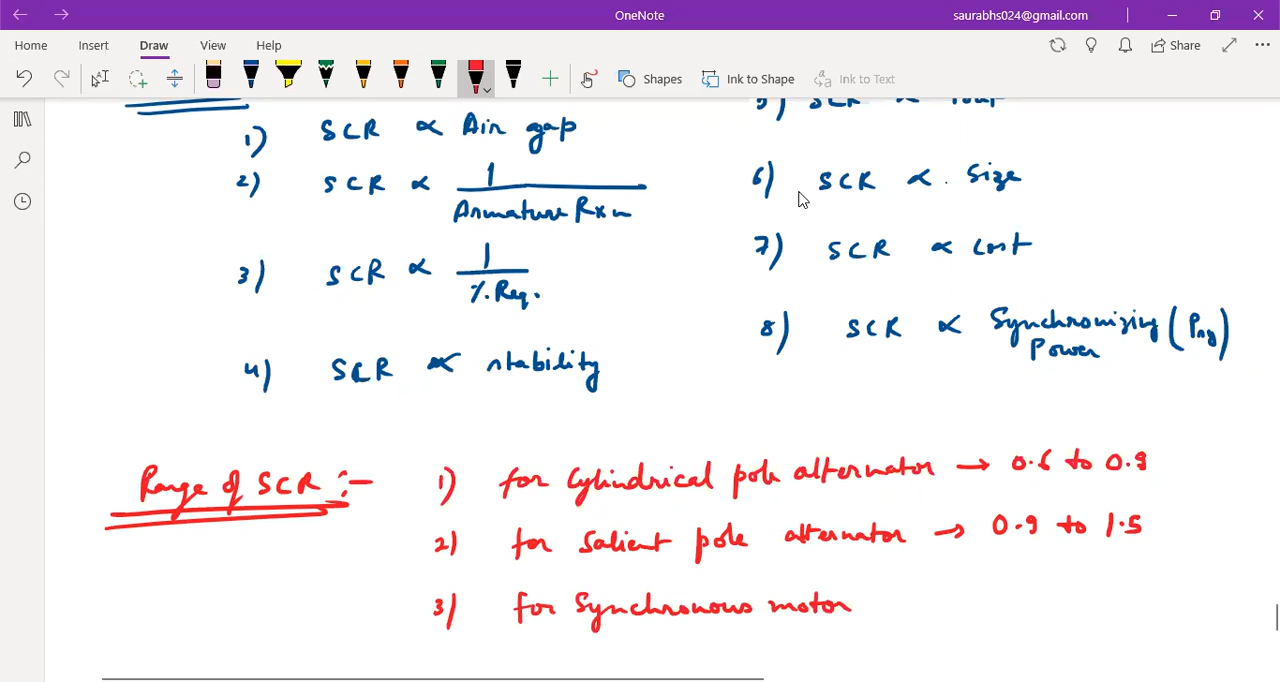 OneNote
saurabhs024@gmail.com
Home Insert Draw View Help
Share
Shapes
Ink to Shape
Ink to Text
1) SCR ∝ Air gap
2) SCR ∝ 1 / Armature Rxn
3) SCR ∝ 1 / %Reg.
4) SCR ∝ stability
5) SCR ∝
6) SCR ∝ Size
7) SCR ∝ Cost
8) SCR ∝ Synchronizing Power (Psy)
Range of SCR :-
1) for Cylindrical pole alternator → 0.6 to 0.9
2) for Salient pole alternator → 0.9 to 1.5
3) for Synchronous motor